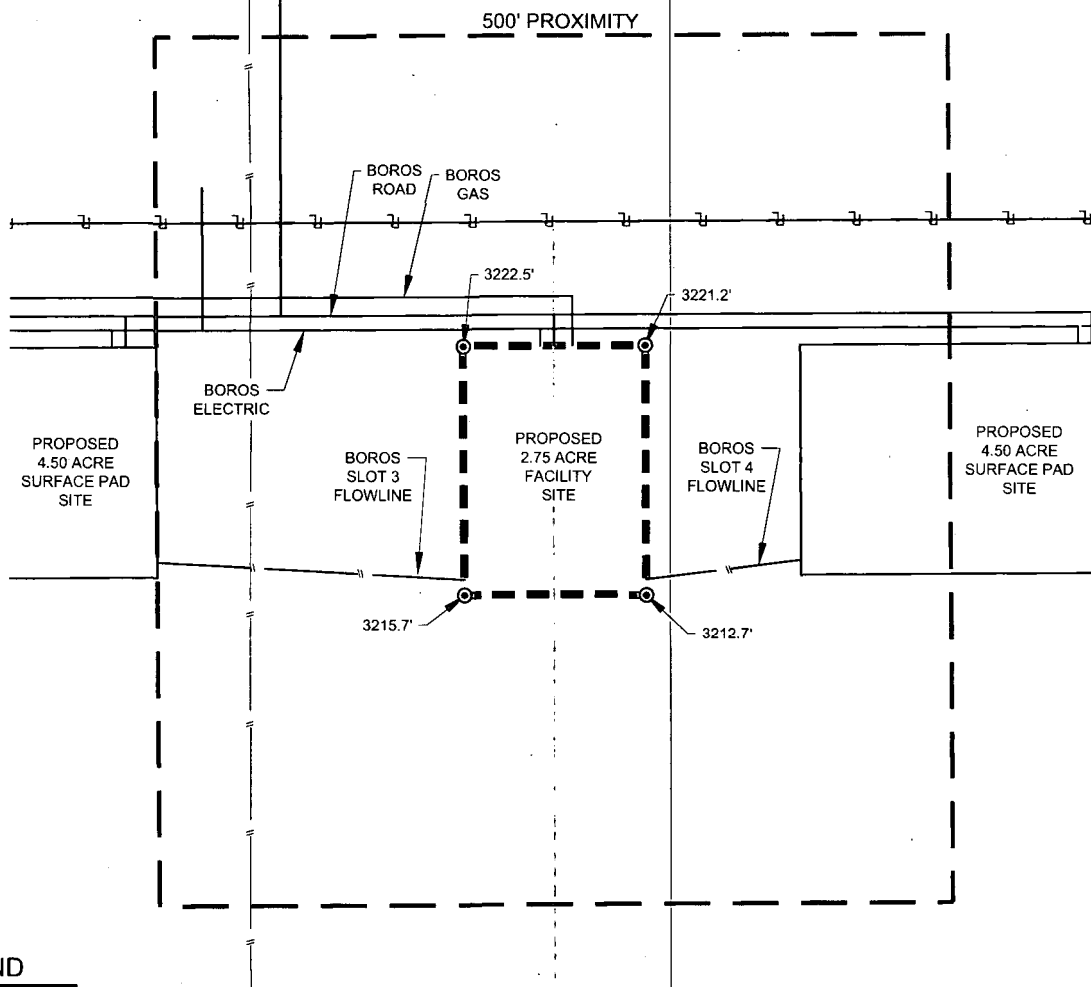 500' PROXIMITY
BOROS
ROAD
BOROS
GAS
3222.5'
3221.2'
BOROS
ELECTRIC
PROPOSED
4.50 ACRE
SURFACE PAD
SITE
BOROS
SLOT 3
FLOWLINE
PROPOSED
2.75 ACRE
FACILITY
SITE
BOROS
SLOT 4
FLOWLINE
PROPOSED
4.50 ACRE
SURFACE PAD
SITE
3215.7'
3212.7'